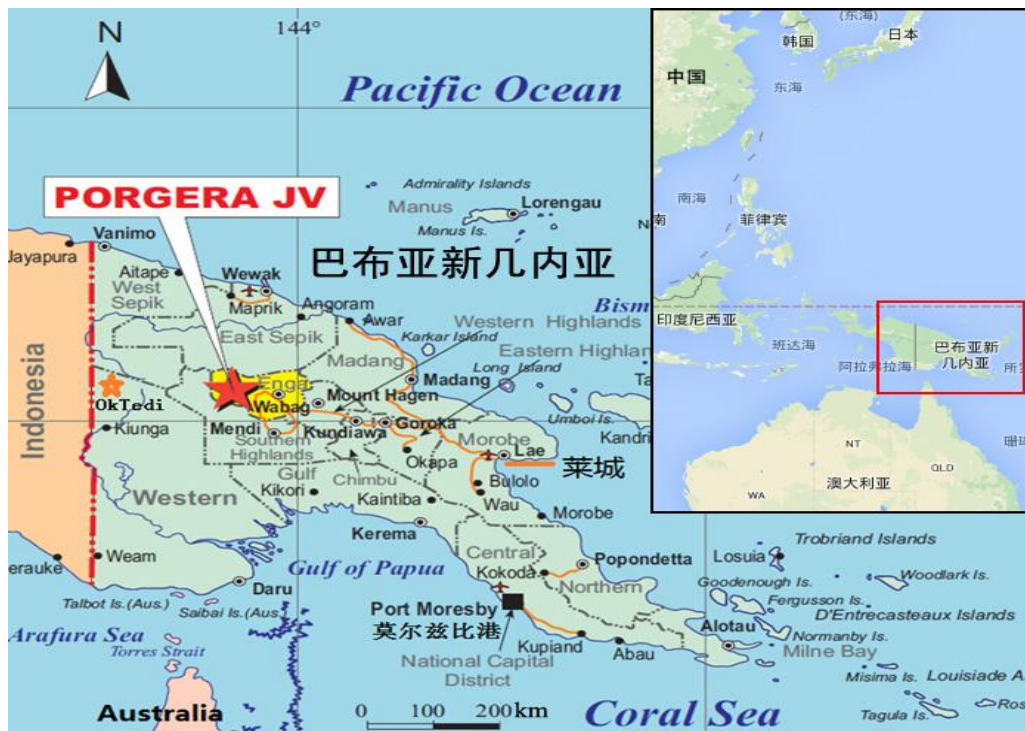 N
144°
Pacific Ocean
PORGERA JV
Admirality Islands
Manus
Lorengau
Manus Is.
Vanimo
Jayapura
巴布亚新几内亚
Aitape
West
Sepik
Wewak
Maprik
Angoram
Awar
Bism
East Sepik
Karkar Island
Western Highlands
Madang
Eastern Highlan
Long Island
Indonesia
OkTedi
Enga
Wabag
Mount Hagen
Madang
Umboi Is.
Kiunga
Mendi
Kundiawa
Goroka
Kandri
Southern
Highlands
Morobe
Lae
莱城
Gulf
Chimbu
Okapa
Western
Kikori
Kaintiba
Bulolo
Wau
Kerema
Morobe
Weam
erauke
Central
Kokoda
Popondetta
Losuia
Trobriand Islands
Daru
Gulf of Papua
Northern
Goodenough Is.
Woodlark Is.
Fergusson Is.
Talbot Is.(Aus.)
Saibai Is.(Aus.)
Port Moresby
莫尔兹比港
D'Entrecasteaux Islands
Alotau
Normanby Is.
Arafura Sea
Torres Strait
Kupiand
Abau
Milne Bay
National Capital
District
Misima Is.
Louisiade A
Ros
Tagula Is.
Australia
0 100 200km
Coral Sea
(东海)
韩国
日本
中国
东海
南海
南
菲律宾
印度尼西亚
班达海
阿拉弗拉海
巴布亚新
几内亚
所
珊
NT
QLD
WA
澳大利亚